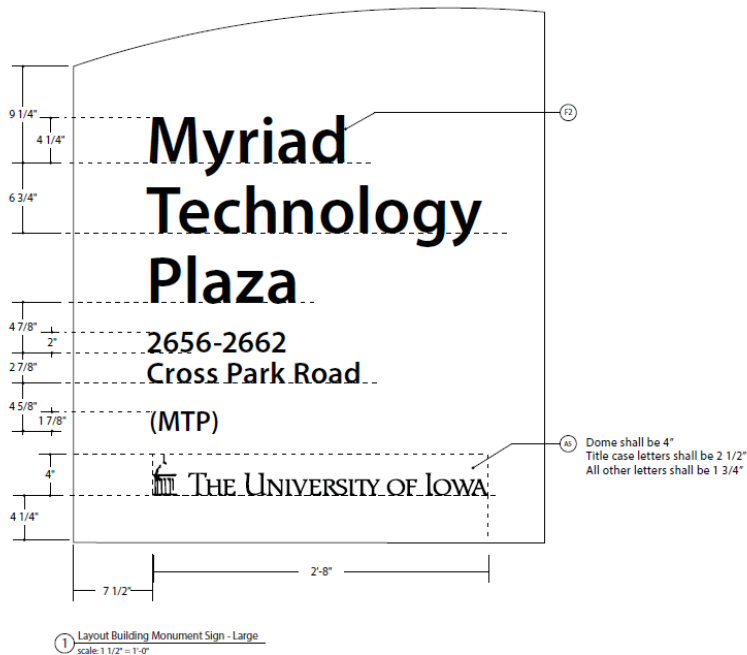 9 1/4"
4 1/4"
F2
Myriad
6 3/4"
Technology
Plaza
4 7/8"
2"
2656-2662
2 7/8"
Cross Park Road
4 5/8"
1 7/8"
(MTP)
A5
Dome shall be 4"
Title case letters shall be 2 1/2"
All other letters shall be 1 3/4"
4"
THE UNIVERSITY OF IOWA
4 1/4"
2'-8"
7 1/2"
1
Layout Building Monument Sign - Large
scale: 1 1/2" = 1'-0"